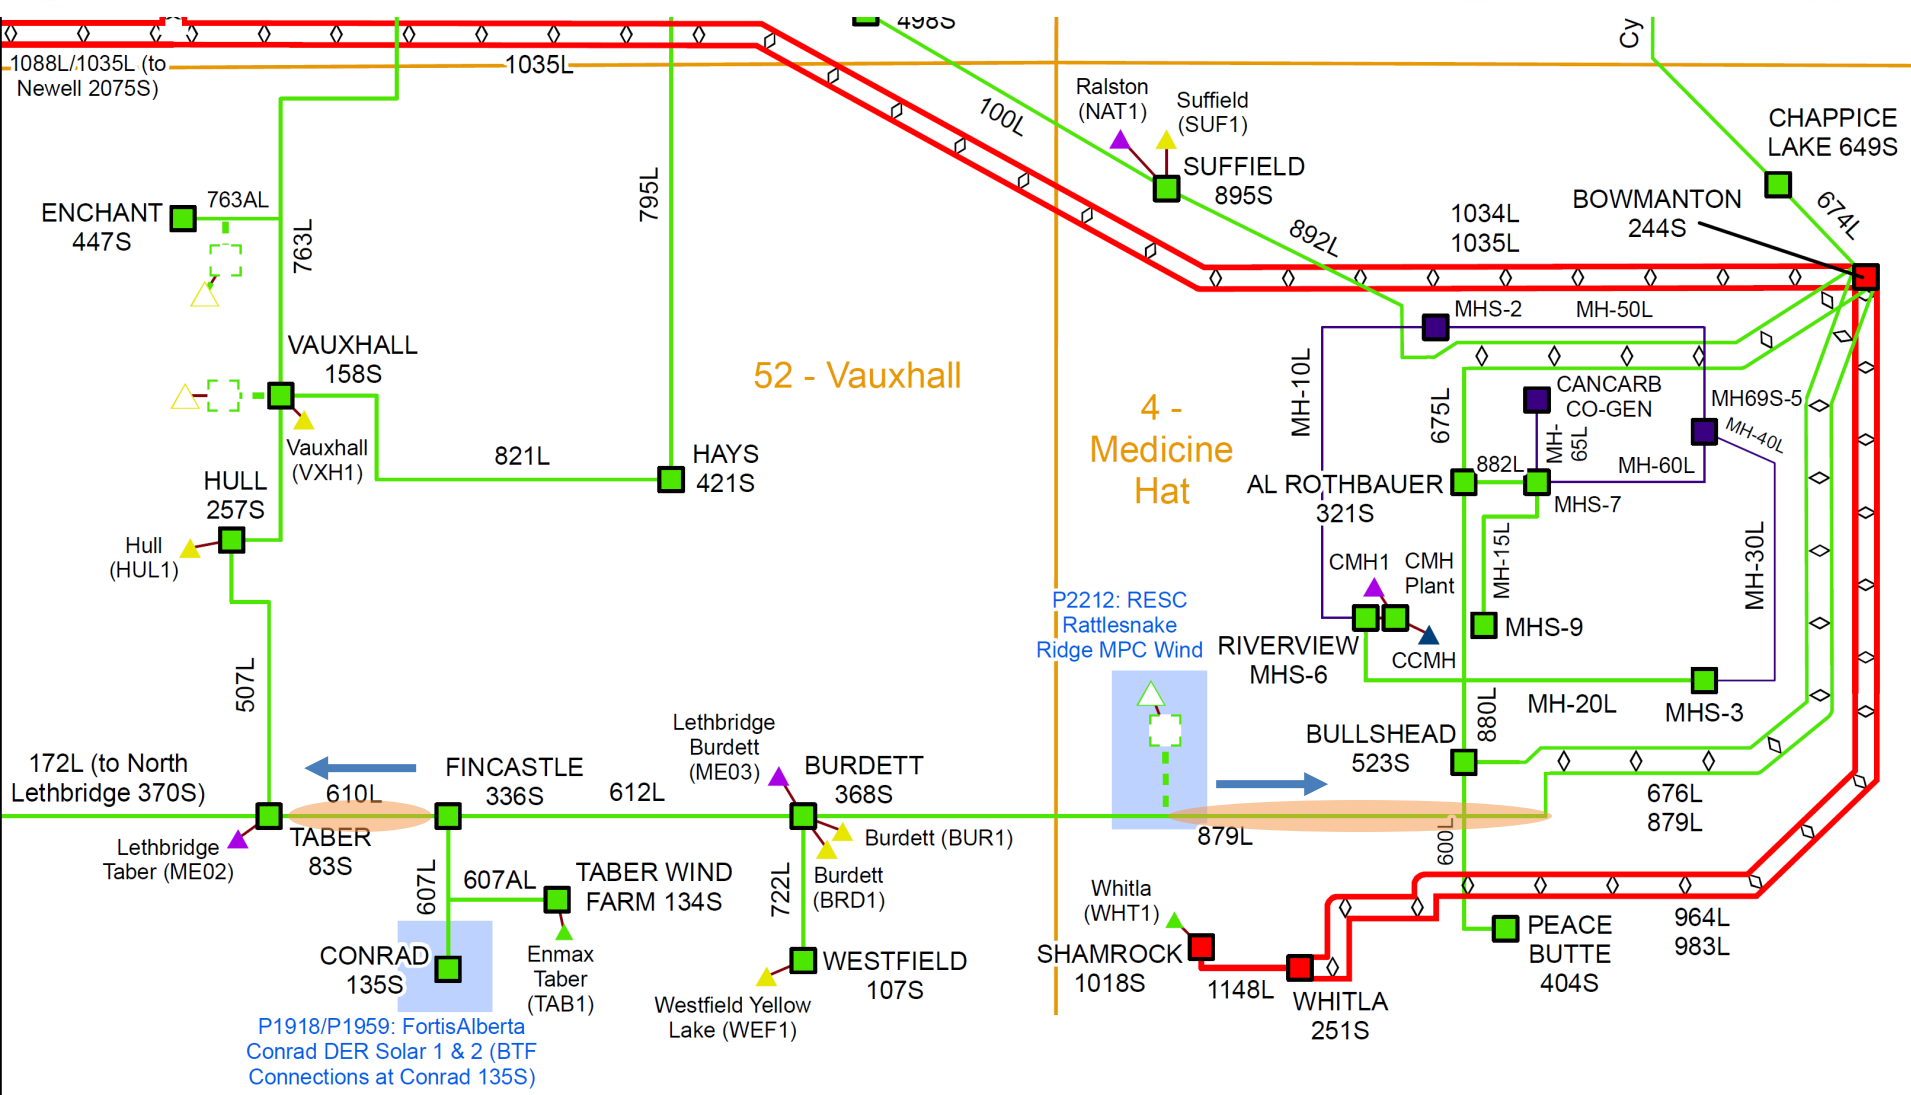 498S
Cy
1088L/1035L (to
Newell 2075S)
1035L
Ralston
(NAT1)
Suffield
(SUF1)
100L
SUFFIELD
895S
CHAPPICE
LAKE 649S
763AL
ENCHANT
447S
763L
795L
892L
1034L
1035L
BOWMANTON
244S
674L
MHS-2
MH-50L
VAUXHALL
158S
52 - Vauxhall
4 -
Medicine
Hat
MH-10L
675L
CANCARB
CO-GEN
MH69S-5
MH-40L
MH-
65L
Vauxhall
(VXH1)
821L
HAYS
421S
882L
MH-60L
AL ROTHBAUER
321S
MHS-7
HULL
257S
Hull
(HUL1)
CMH1
CMH
Plant
MH-15L
MH-30L
P2212: RESC
Rattlesnake
Ridge MPC Wind
MHS-9
RIVERVIEW
MHS-6
CCMH
507L
MH-20L
MHS-3
880L
BULLSHEAD
523S
Lethbridge
Burdett
(ME03)
172L (to North
Lethbridge 370S)
610L
FINCASTLE
336S
612L
BURDETT
368S
676L
879L
TABER
83S
Lethbridge
Taber (ME02)
Burdett (BUR1)
879L
600L
607L
607AL
TABER WIND
FARM 134S
722L
Burdett
(BRD1)
Whitla
(WHT1)
964L
983L
CONRAD
135S
Enmax
Taber
(TAB1)
WESTFIELD
107S
SHAMROCK
1018S
1148L
WHITLA
251S
PEACE
BUTTE
404S
Westfield Yellow
Lake (WEF1)
P1918/P1959: FortisAlberta
Conrad DER Solar 1 & 2 (BTF
Connections at Conrad 135S)